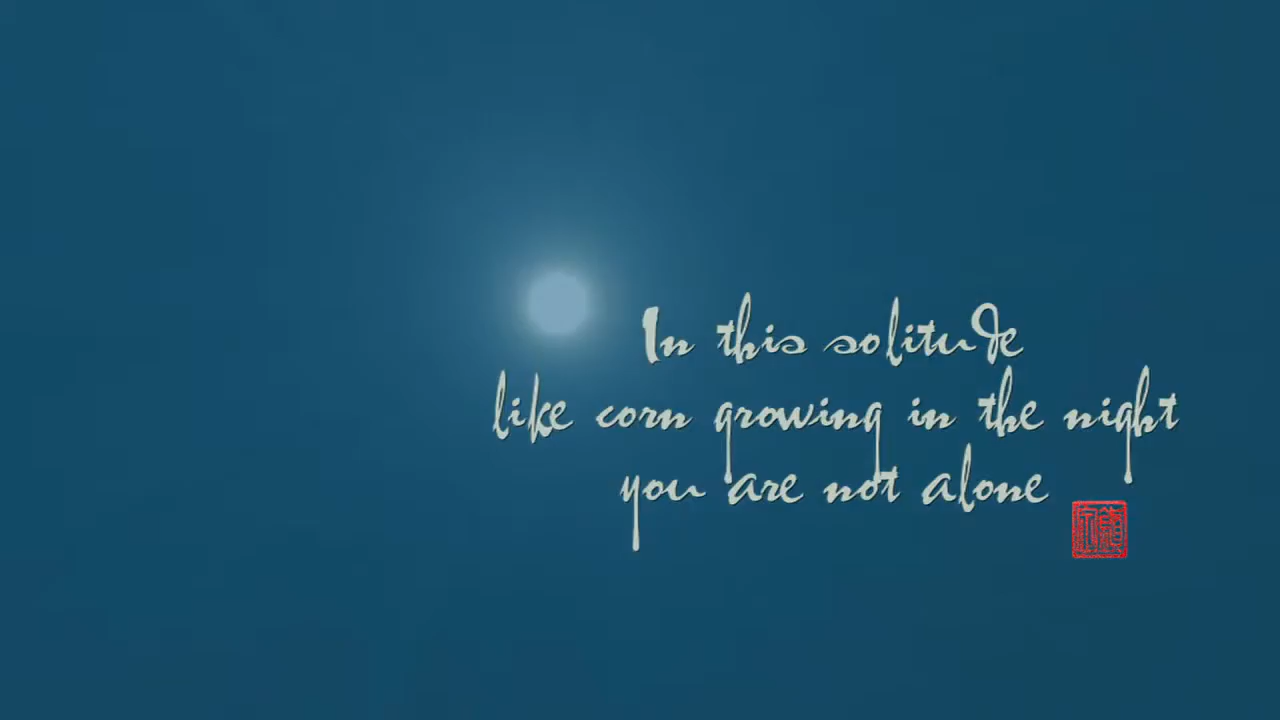 In this solitude
like corn growing in the night
you are not alone